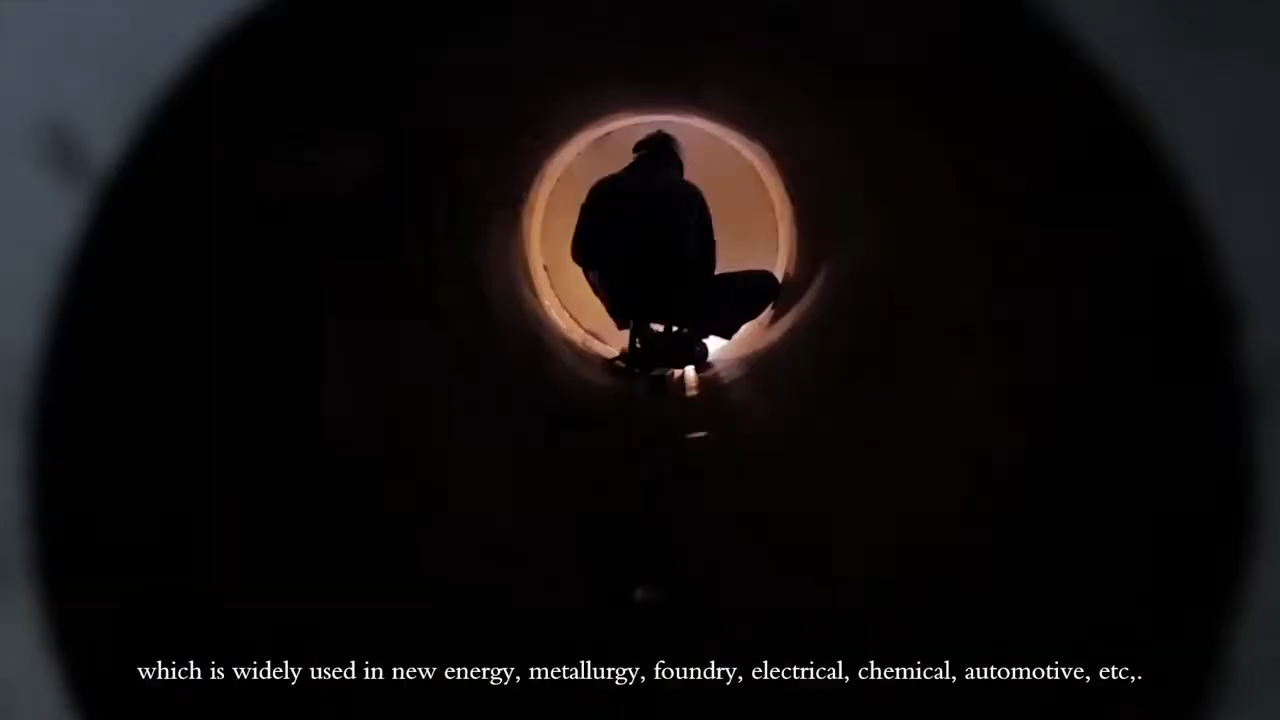 which is widely used in new energy, metallurgy, foundry, electrical, chemical, automotive, etc,.